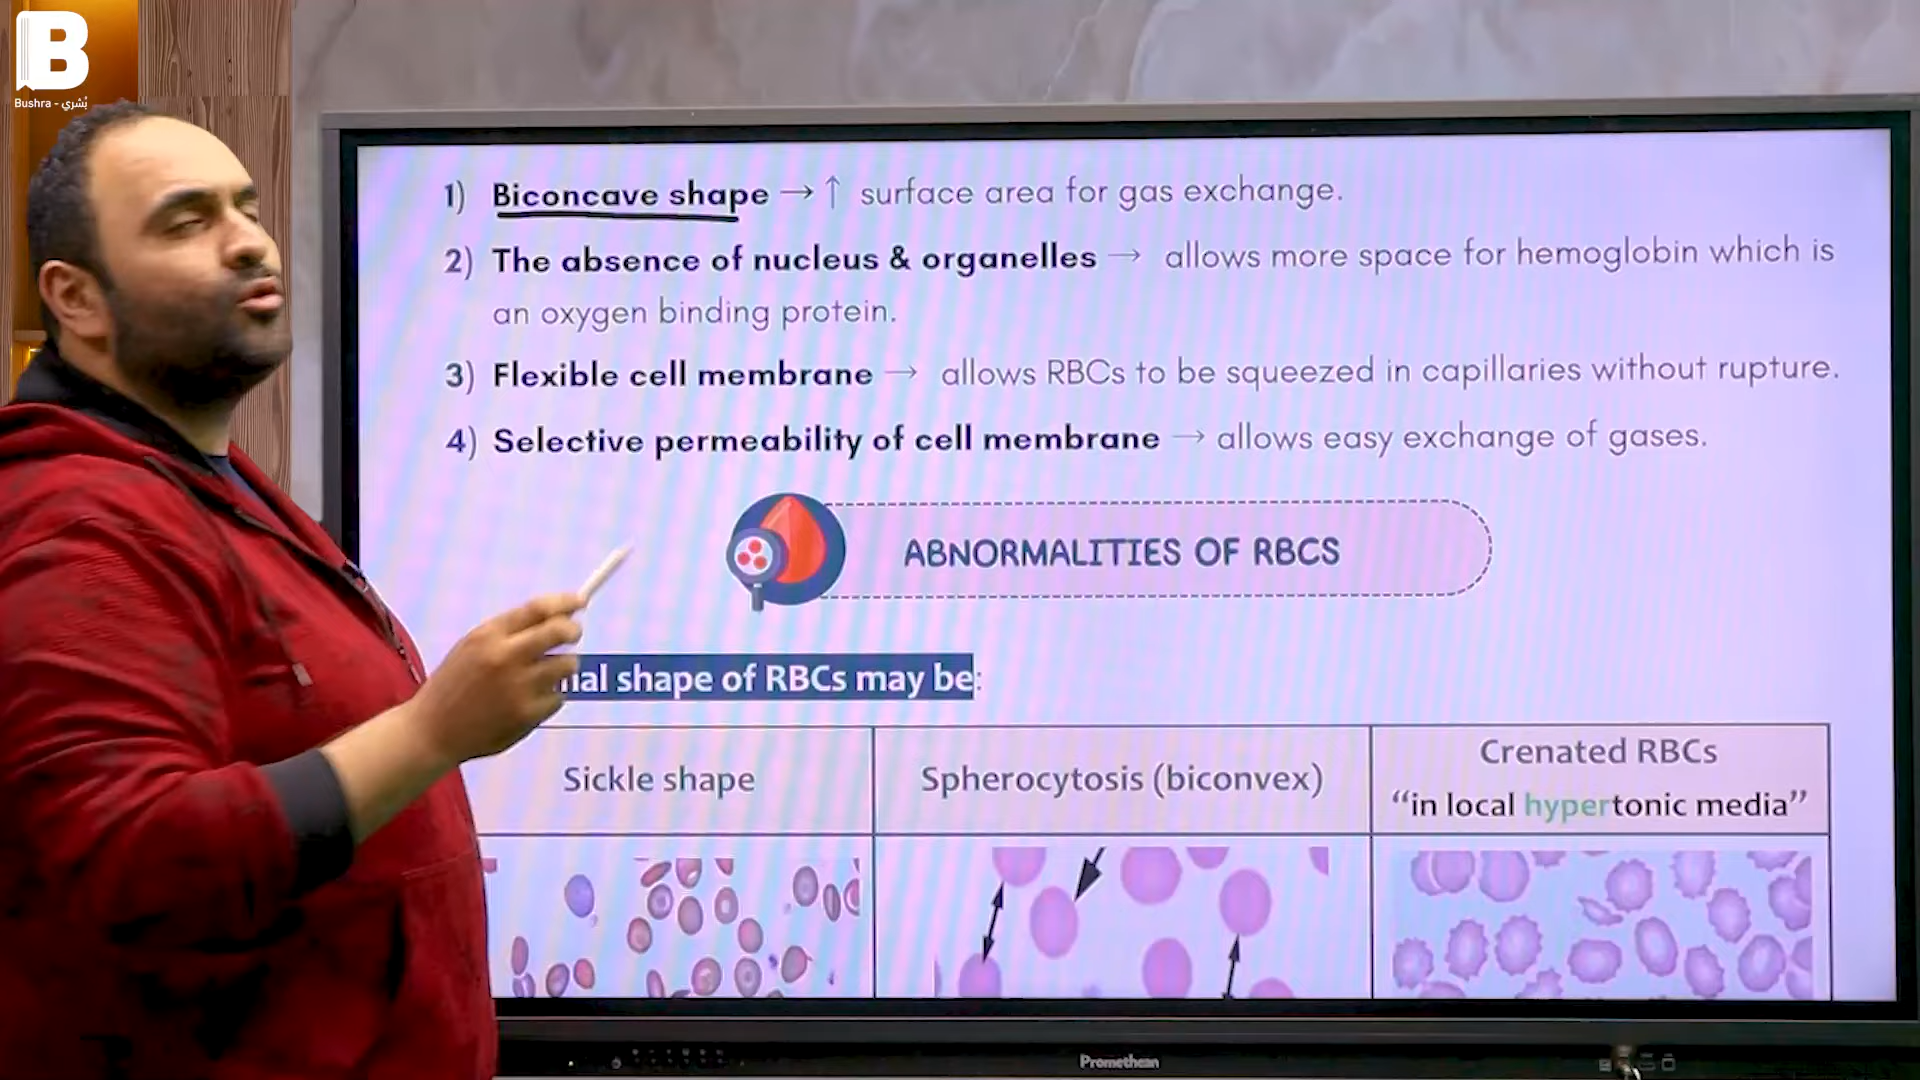 B
Bushra - بُشري
1) Biconcave shape → ↑ surface area for gas exchange.
2) The absence of nucleus & organelles → allows more space for hemoglobin which is
an oxygen binding protein.
3) Flexible cell membrane → allows RBCs to be squeezed in capillaries without rupture.
4) Selective permeability of cell membrane → allows easy exchange of gases.
ABNORMALITIES OF RBCS
shape of RBCs may be:
Sickle shape
Spherocytosis (biconvex)
Crenated RBCs
“in local hypertonic media”
Promethean